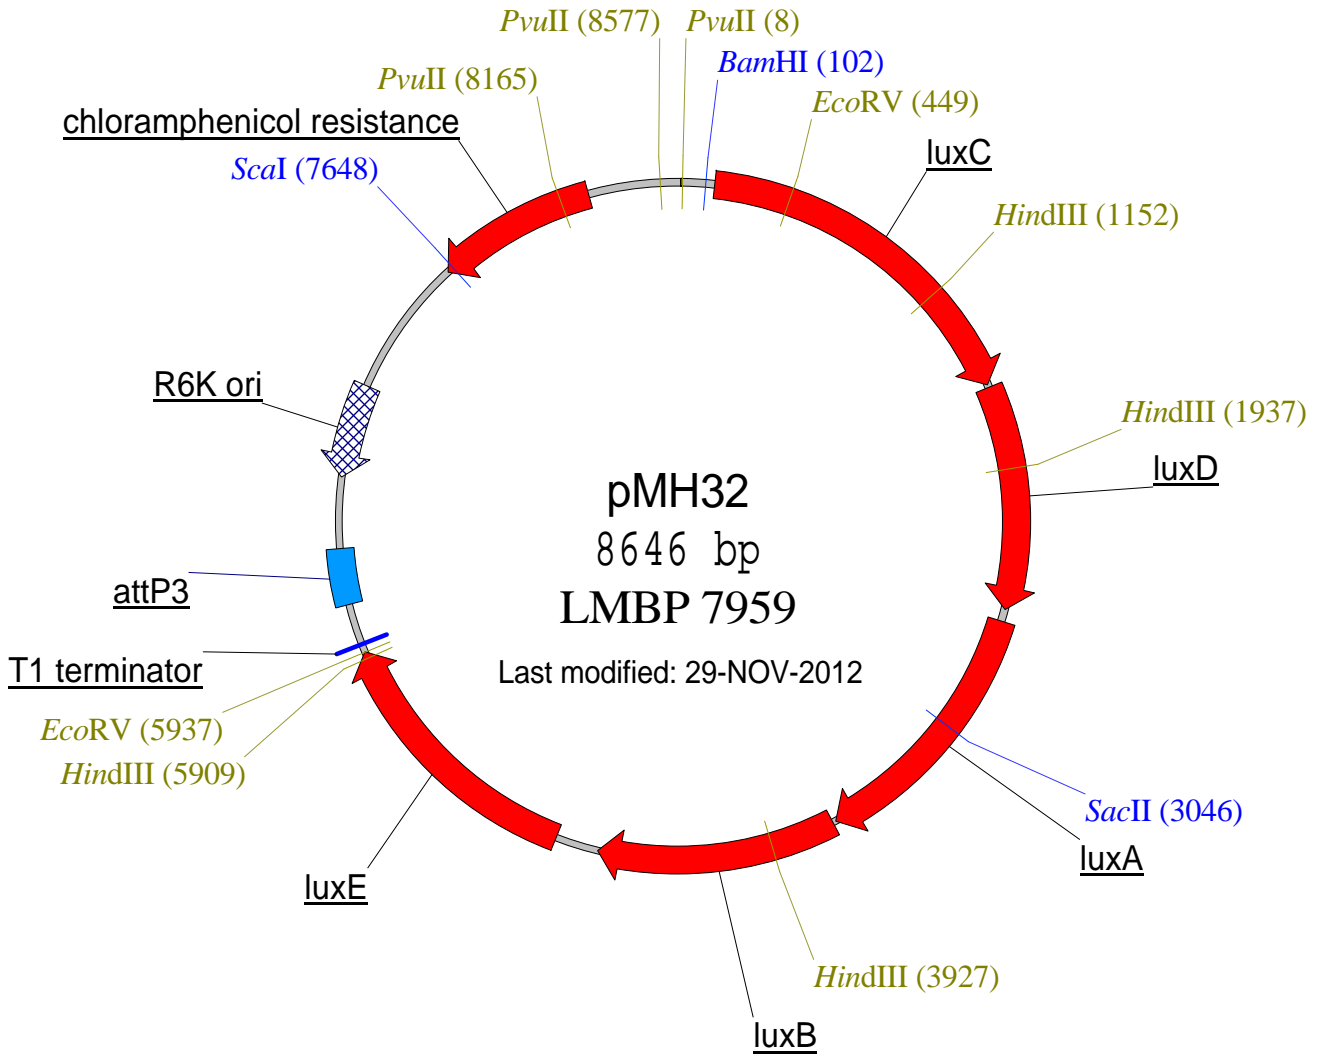 PvuII (8577)
PvuII (8)
BamHI (102)
PvuII (8165)
EcoRV (449)
chloramphenicol resistance
luxC
ScaI (7648)
HindIII (1152)
R6K ori
HindIII (1937)
luxD
pMH32
8646 bp
LMBP 7959
Last modified: 29-NOV-2012
attP3
T1 terminator
EcoRV (5937)
HindIII (5909)
SacII (3046)
luxA
luxE
HindIII (3927)
luxB